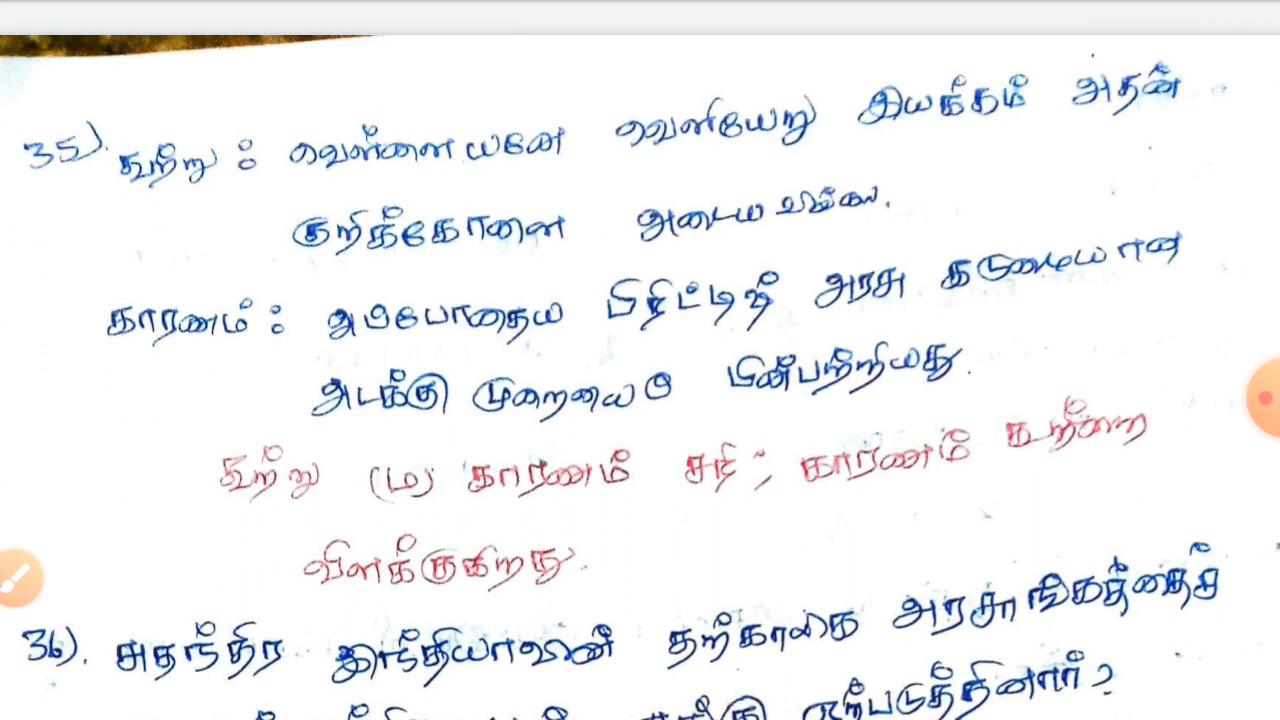 35). கூற்று : வெள்ளையனே வெளியேறு இயக்கம் அதன்
குறிக்கோளை அடையவில்லை.
காரணம் : அப்போதைய பிரிட்டிஷ் அரசு கடுமையான
அடக்கு முறையை பின்பற்றியது.
கூற்று (ம) காரணம் சரி; காரணம் கூற்றை
விளக்குகிறது.
36). சுதந்திர இந்தியாவின் தற்காலிக அரசாங்கத்தைச்
ஏற்படுத்தினார்?